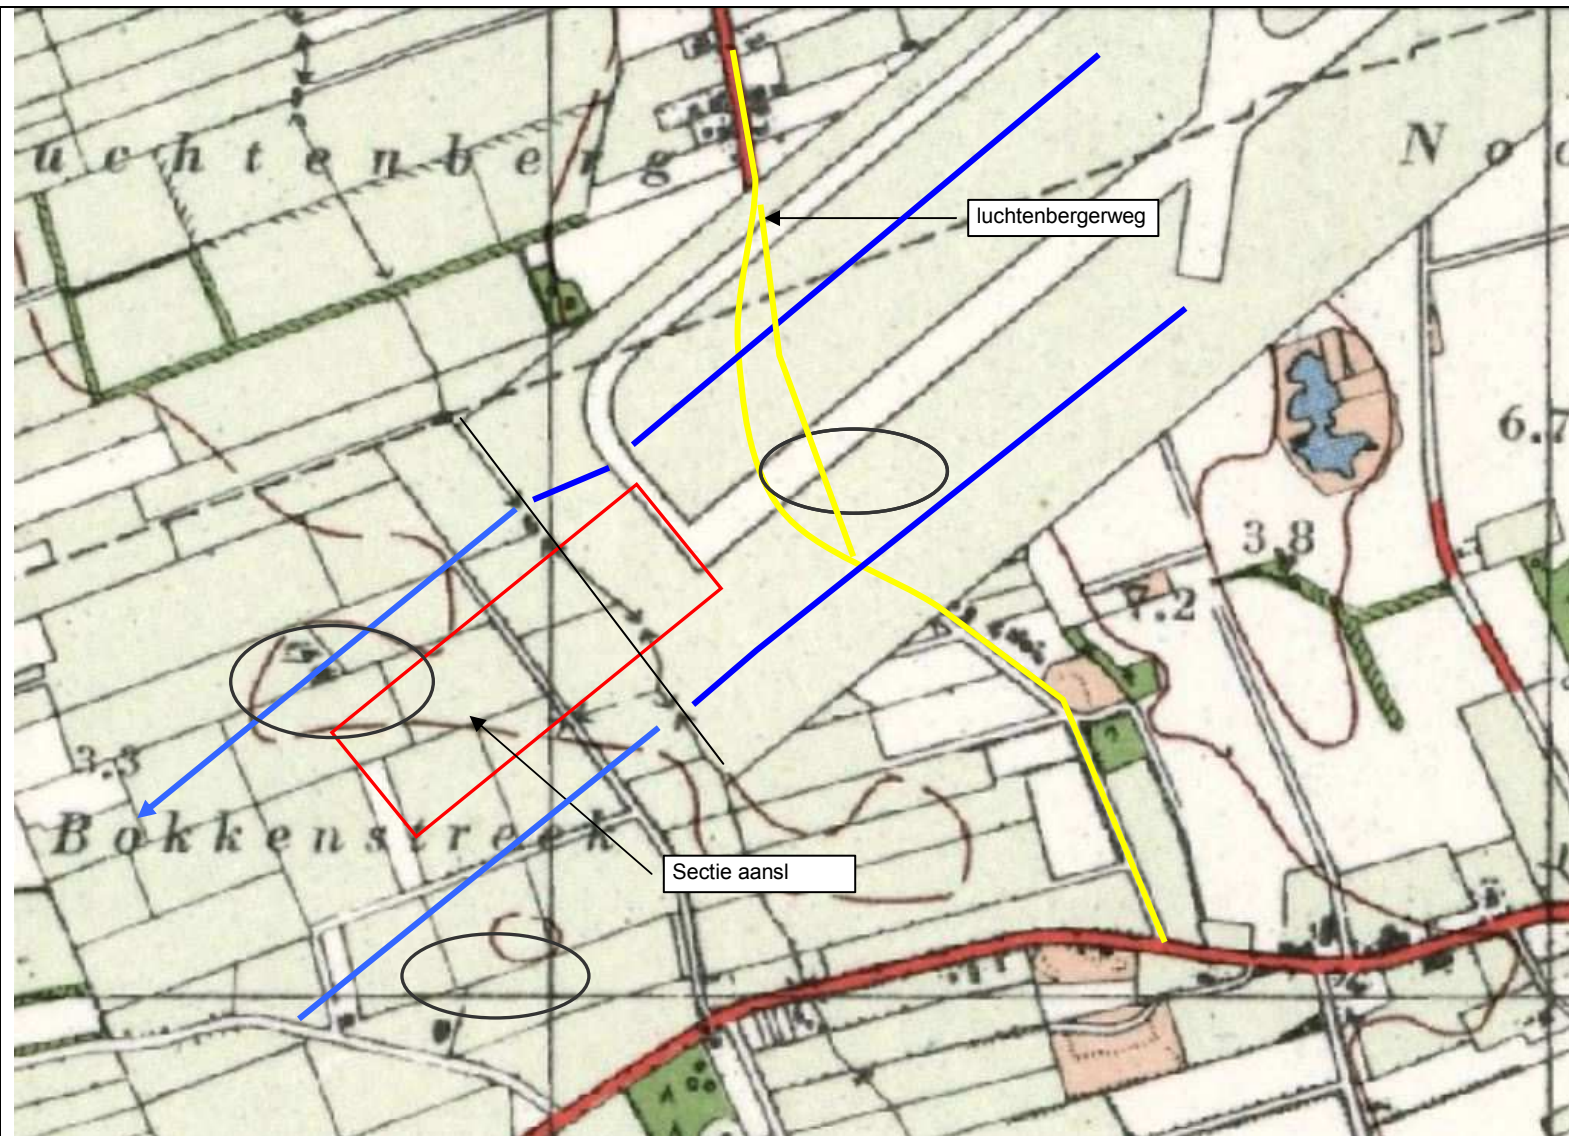 uchtenberg
No
luchtenbergerweg
6.7
3.8
7.2
3.3
Bokkenstreek
Sectie aansl